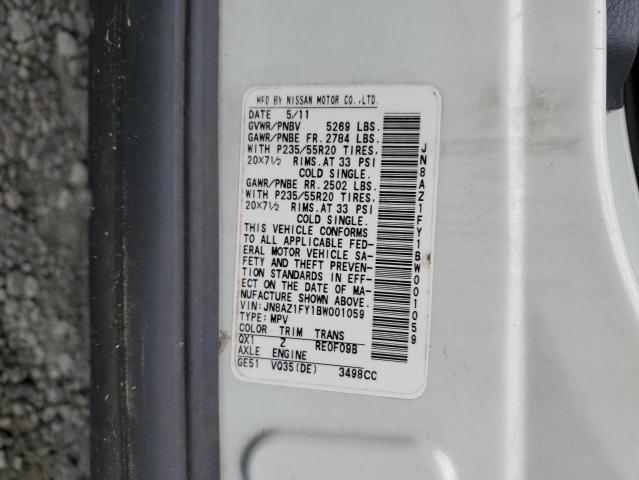 MFD BY NISSAN MOTOR CO.,LTD.
DATE 5/11
GVWR/PNBV 5269 LBS.
GAWR/PNBE FR. 2784 LBS.
WITH P235/55R20 TIRES,
20X7½ RIMS.AT 33 PSI
COLD SINGLE.
GAWR/PNBE RR. 2502 LBS.
WITH P235/55R20 TIRES,
20X7½ RIMS.AT 33 PSI
COLD SINGLE.
THIS VEHICLE CONFORMS
TO ALL APPLICABLE FED-
ERAL MOTOR VEHICLE SA-
FETY AND THEFT PREVEN-
TION STANDARDS IN EFF-
ECT ON THE DATE OF MA-
NUFACTURE SHOWN ABOVE.
VIN: JN8AZ1FY1BW001059
TYPE: MPV
COLOR TRIM TRANS
QX1 Z RE0F09B
AXLE ENGINE
GE51 VQ35(DE) 3498CC
JN8AZ1FY1BW001059